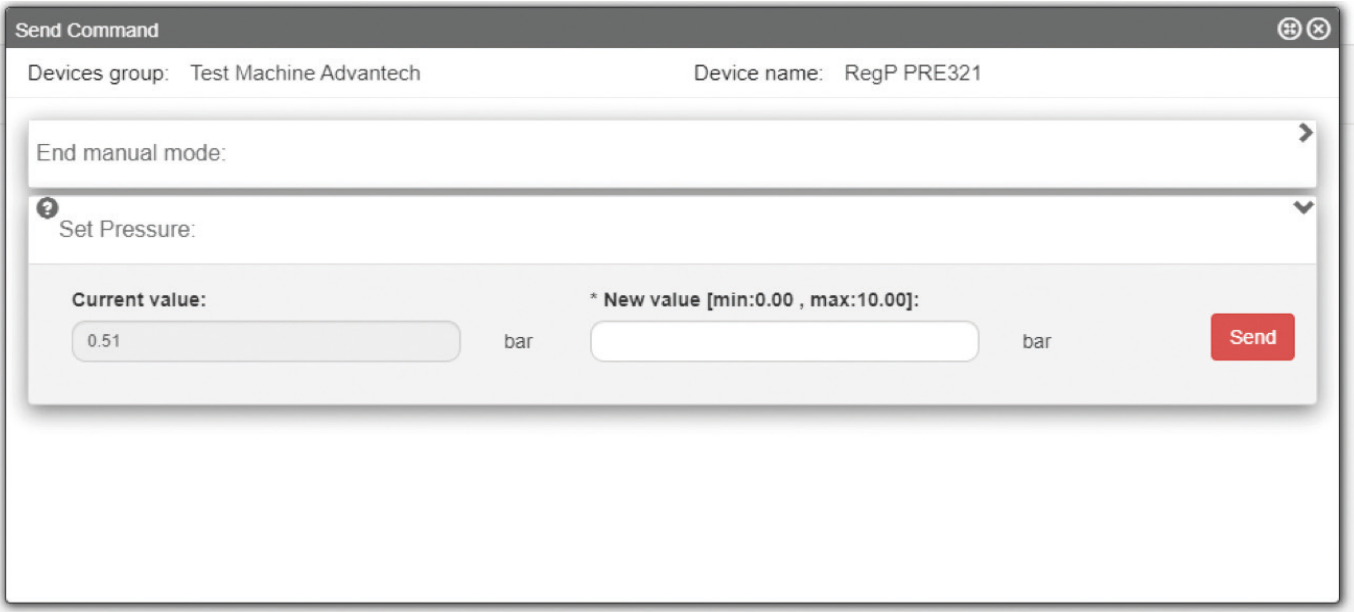 Send Command
Devices group: Test Machine Advantech Device name: RegP PRE321
End manual mode:
Set Pressure:
Current value: * New value [min:0.00 , max:10.00]:
0.51 bar bar Send